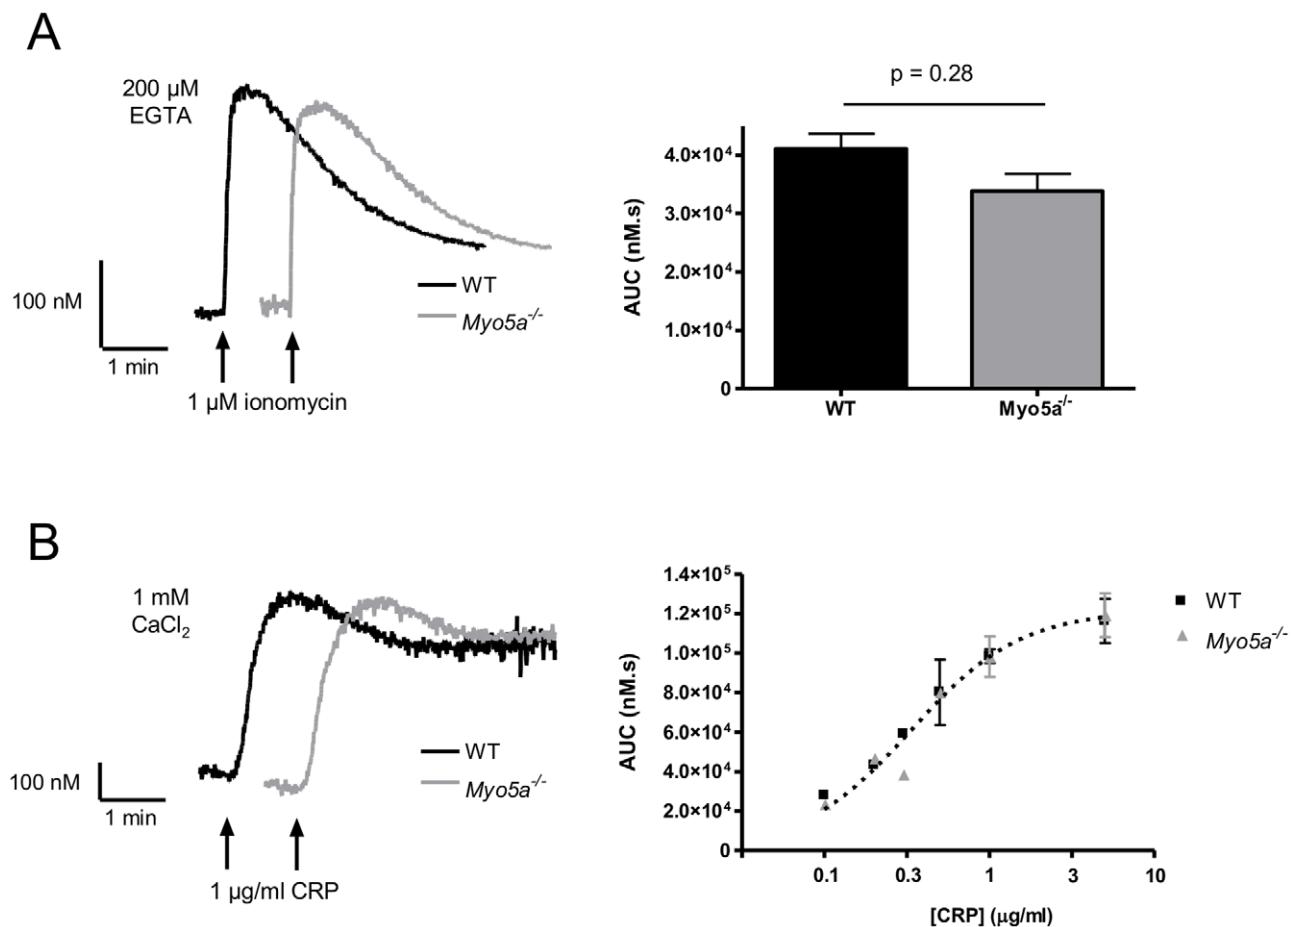 A
200 µM
EGTA
100 nM
1 min
1 µM ionomycin
WT
Myo5a-/-
p = 0.28
AUC (nM.s)
4.0×10⁴
3.0×10⁴
2.0×10⁴
1.0×10⁴
0
WT
Myo5a-/-
B
1 mM
CaCl₂
100 nM
1 min
1 µg/ml CRP
WT
Myo5a-/-
AUC (nM.s)
1.4×10⁵
1.2×10⁵
1.0×10⁵
8.0×10⁴
6.0×10⁴
4.0×10⁴
2.0×10⁴
0
0.1 0.3 1 3 10
[CRP] (µg/ml)
WT
Myo5a-/-